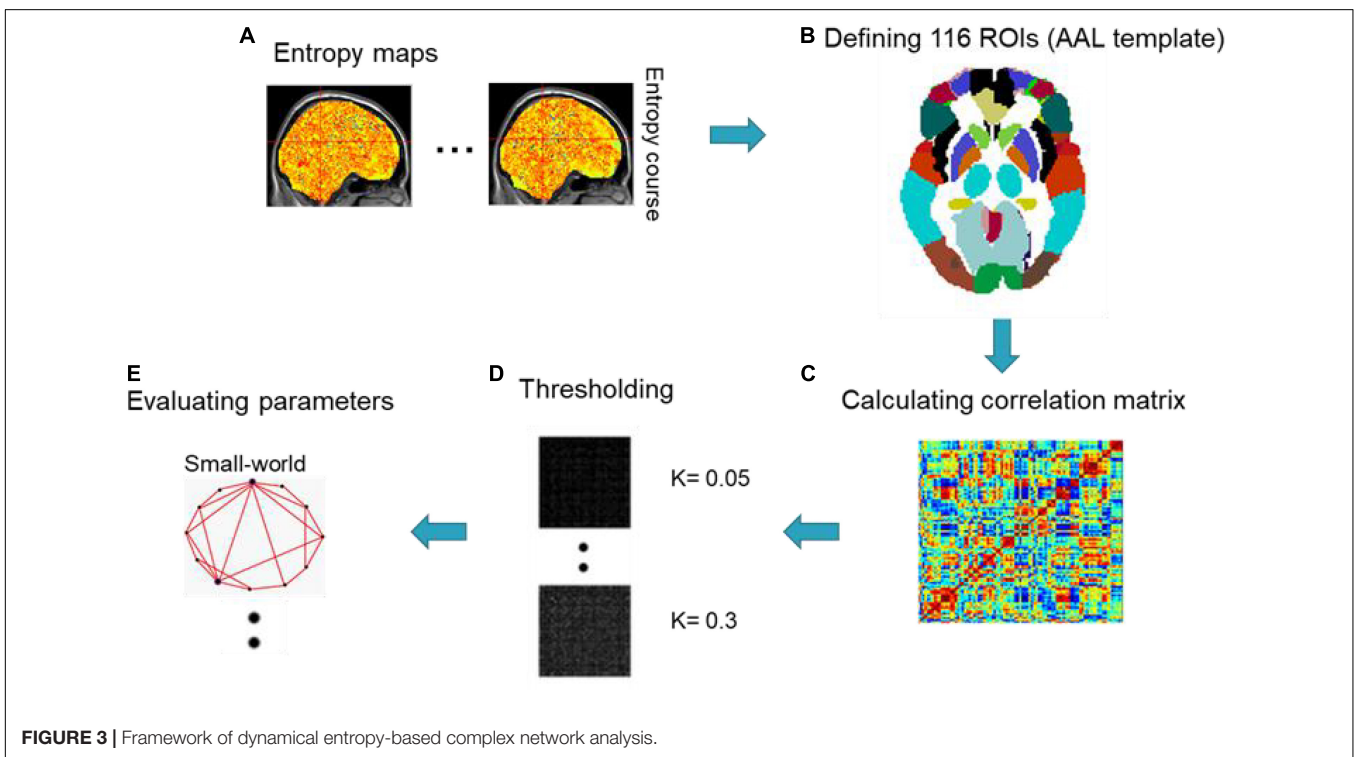 A Entropy maps
Entropy course
B Defining 116 ROIs (AAL template)
C Calculating correlation matrix
D Thresholding
K= 0.05
K= 0.3
E Evaluating parameters
Small-world
FIGURE 3 | Framework of dynamical entropy-based complex network analysis.